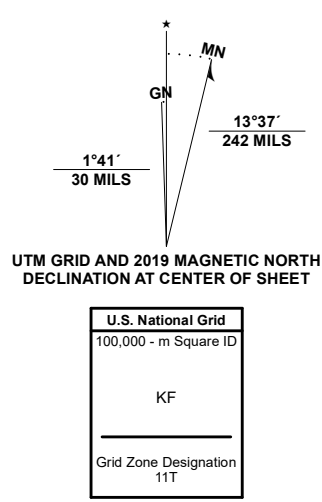 ★
MN
GN
13°37´
242 MILS
1°41´
30 MILS
UTM GRID AND 2019 MAGNETIC NORTH
DECLINATION AT CENTER OF SHEET
U.S. National Grid
100,000 - m Square ID
KF
Grid Zone Designation
11T